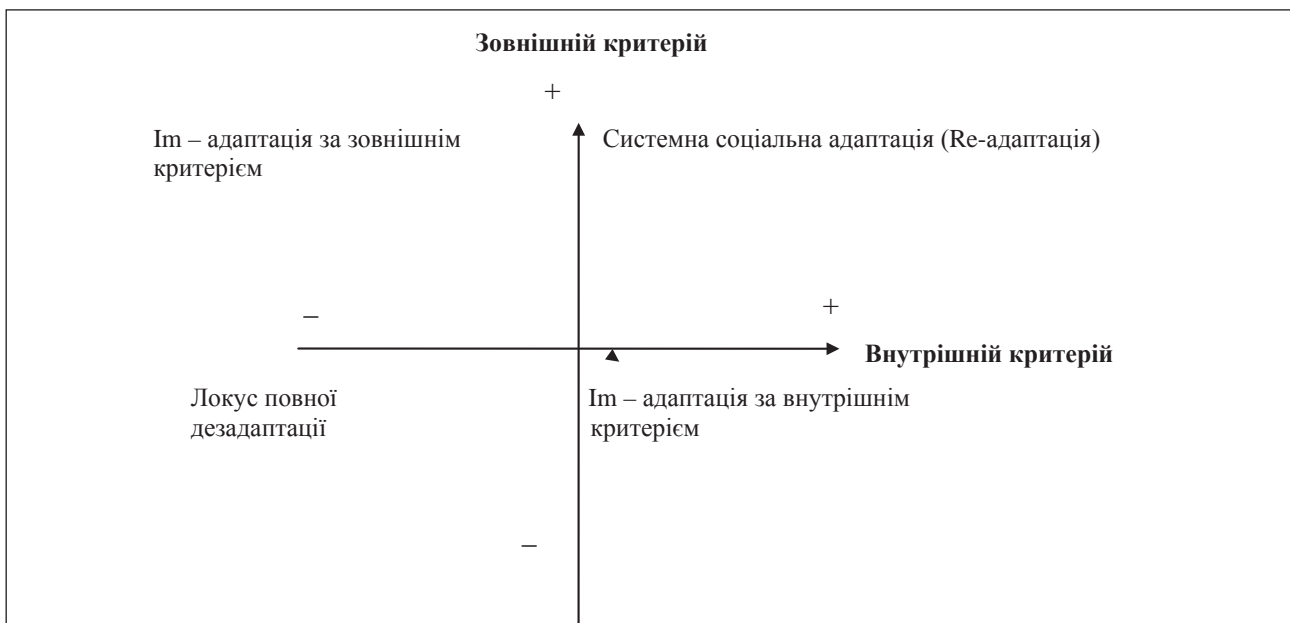 Зовнішній критерій
+
Im – адаптація за зовнішнім
критерієм
Системна соціальна адаптація (Re-адаптація)
–
+
Внутрішній критерій
Локус повної
дезадаптації
Im – адаптація за внутрішнім
критерієм
–